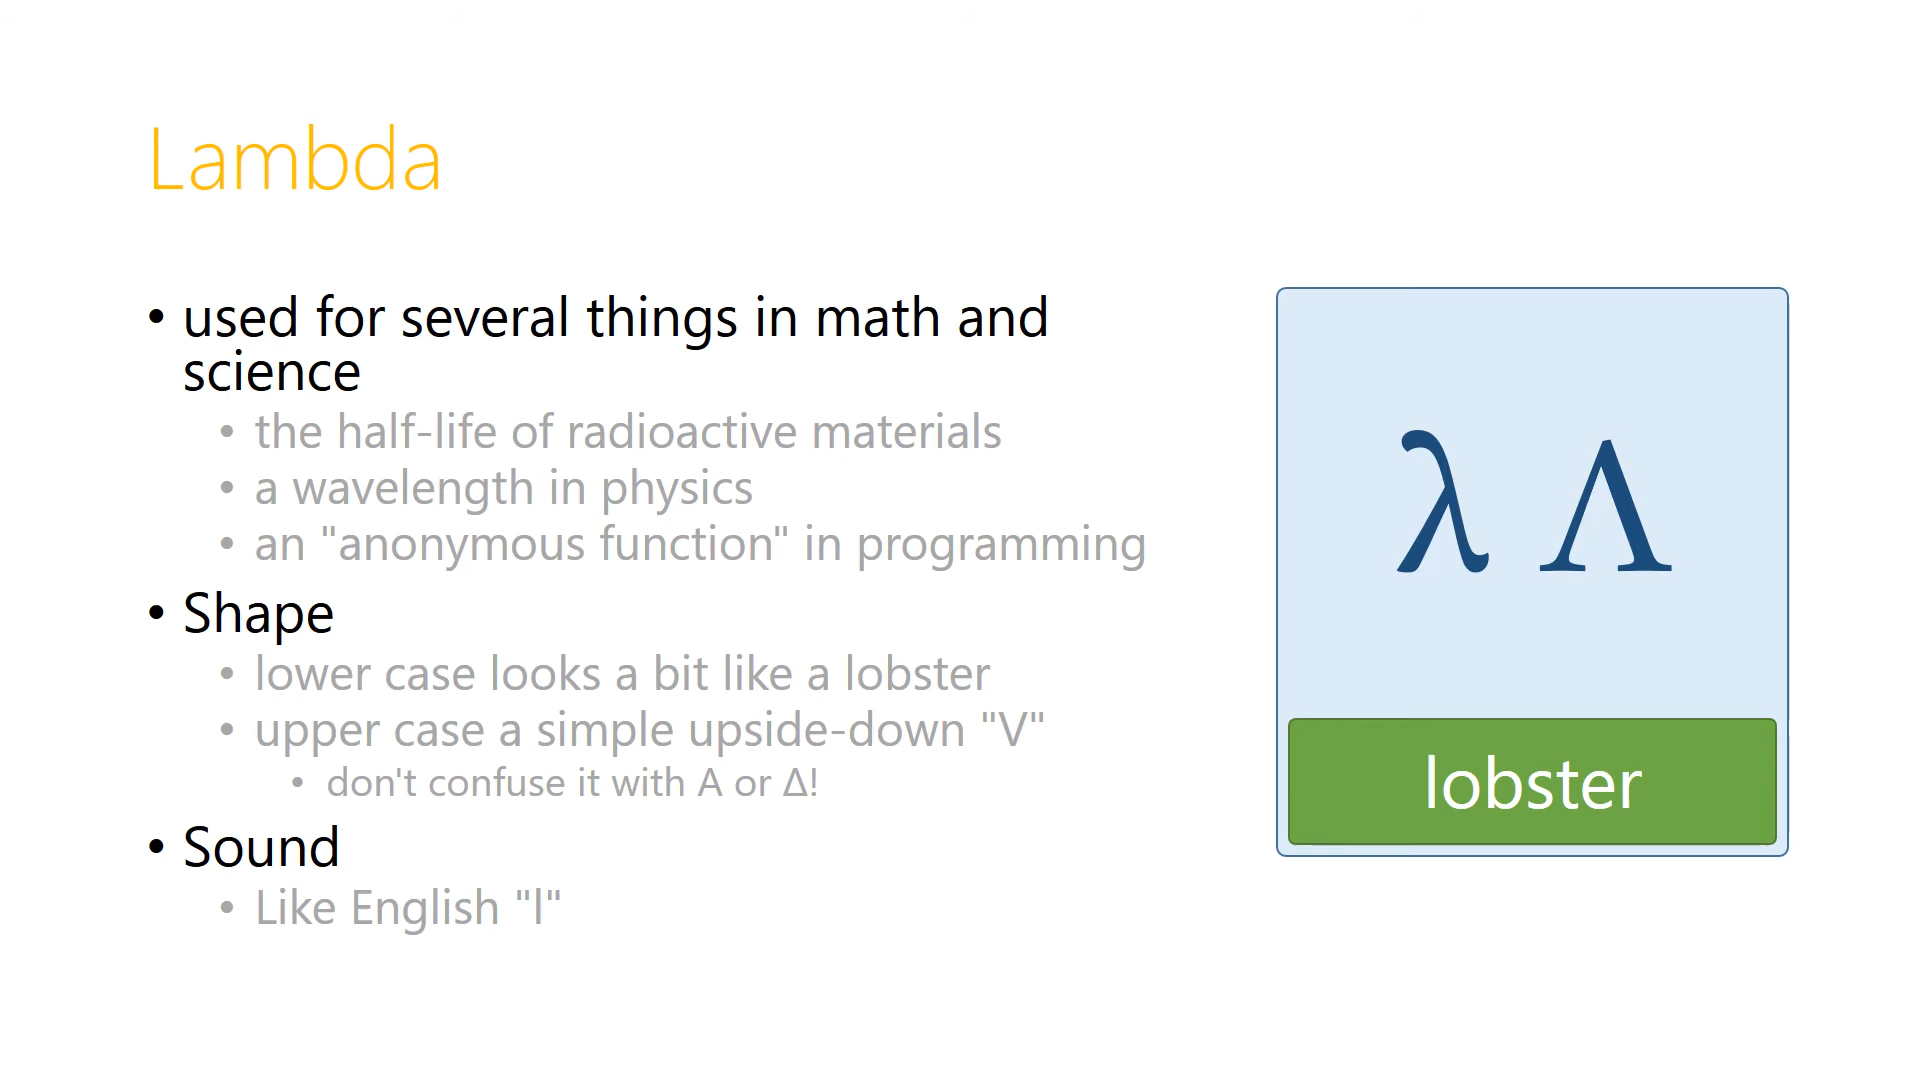 Lambda
• used for several things in math and
science
• the half-life of radioactive materials
• a wavelength in physics
• an "anonymous function" in programming
• Shape
• lower case looks a bit like a lobster
• upper case a simple upside-down "V"
• don't confuse it with A or Δ!
• Sound
• Like English "l"
λ Λ
lobster